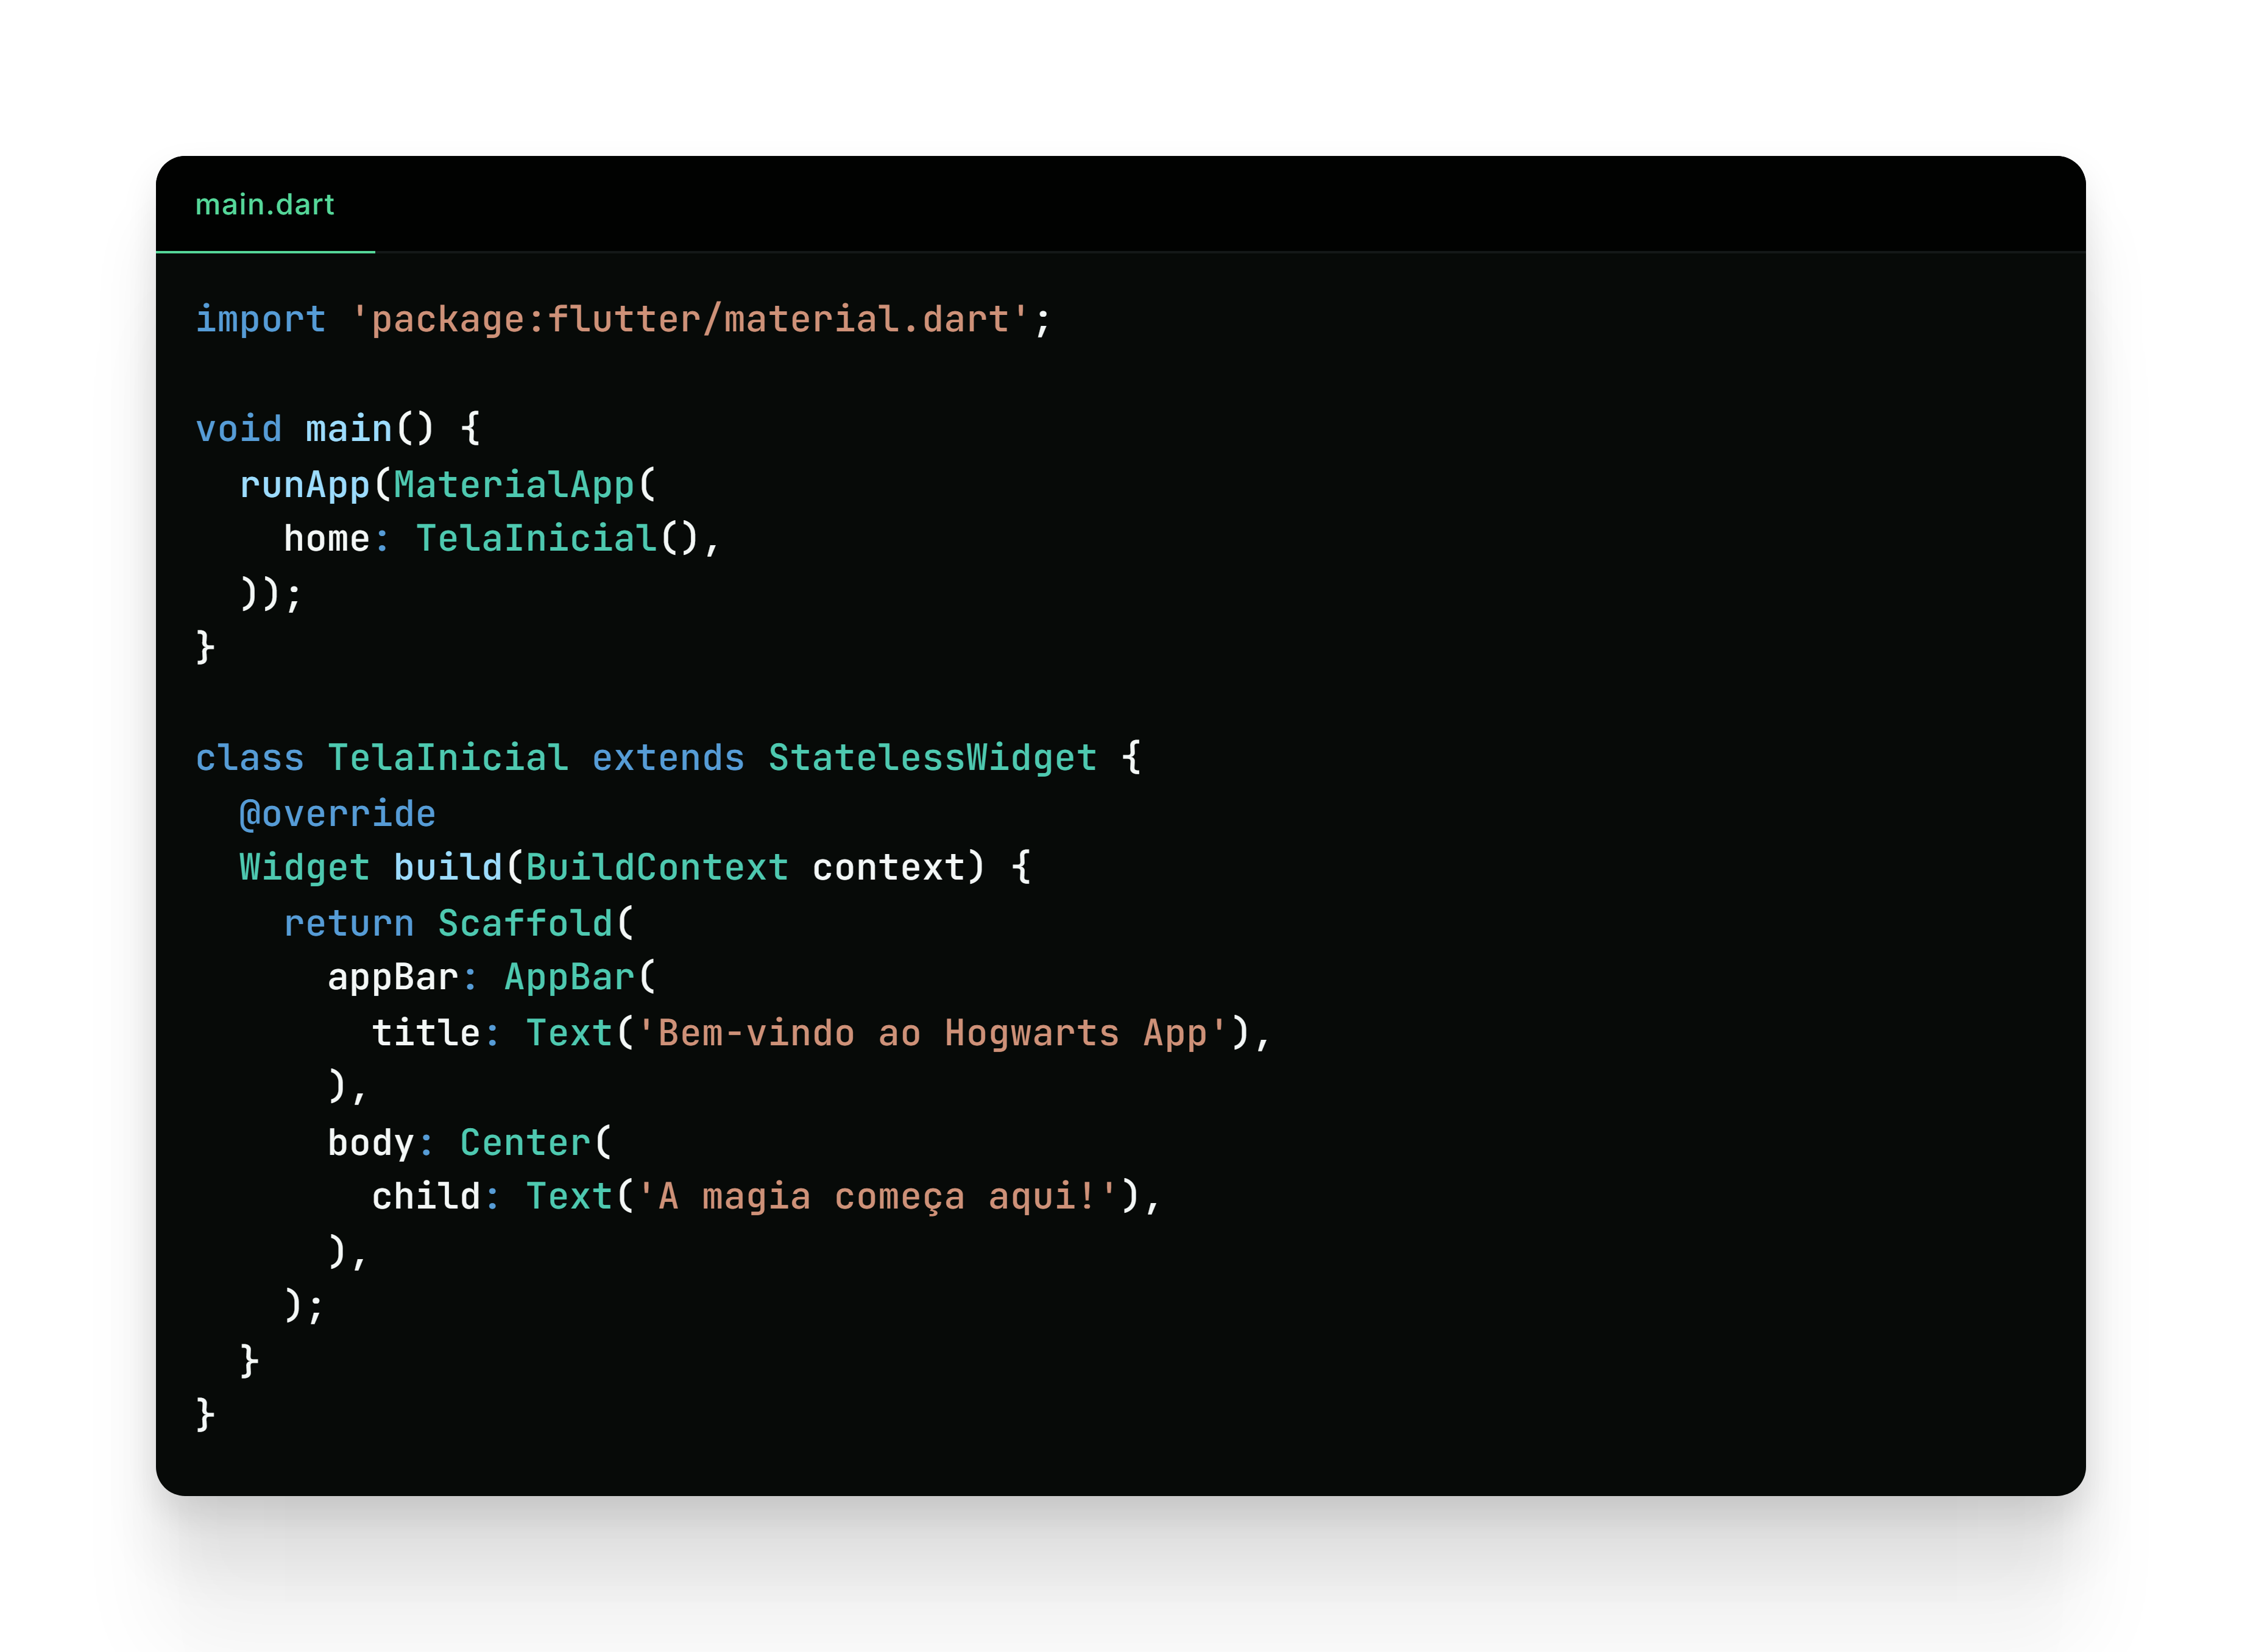 main.dart
import 'package:flutter/material.dart';

void main() {
  runApp(MaterialApp(
    home: TelaInicial(),
  ));
}

class TelaInicial extends StatelessWidget {
  @override
  Widget build(BuildContext context) {
    return Scaffold(
      appBar: AppBar(
        title: Text('Bem-vindo ao Hogwarts App'),
      ),
      body: Center(
        child: Text('A magia começa aqui!'),
      ),
    );
  }
}